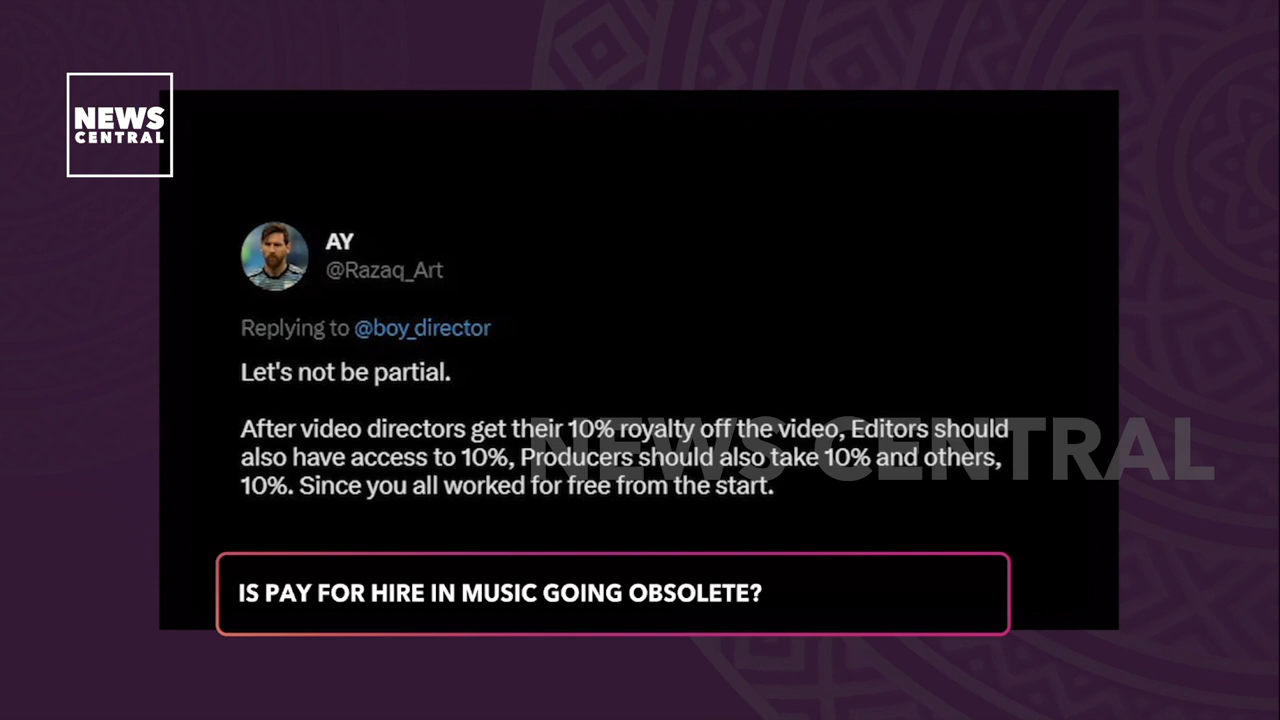 NEWS
CENTRAL
AY
@Razaq_Art
Replying to @boy_director
Let's not be partial.
After video directors get their 10% royalty off the video, Editors should
also have access to 10%, Producers should also take 10% and others,
10%. Since you all worked for free from the start.
NEWS CENTRAL
IS PAY FOR HIRE IN MUSIC GOING OBSOLETE?